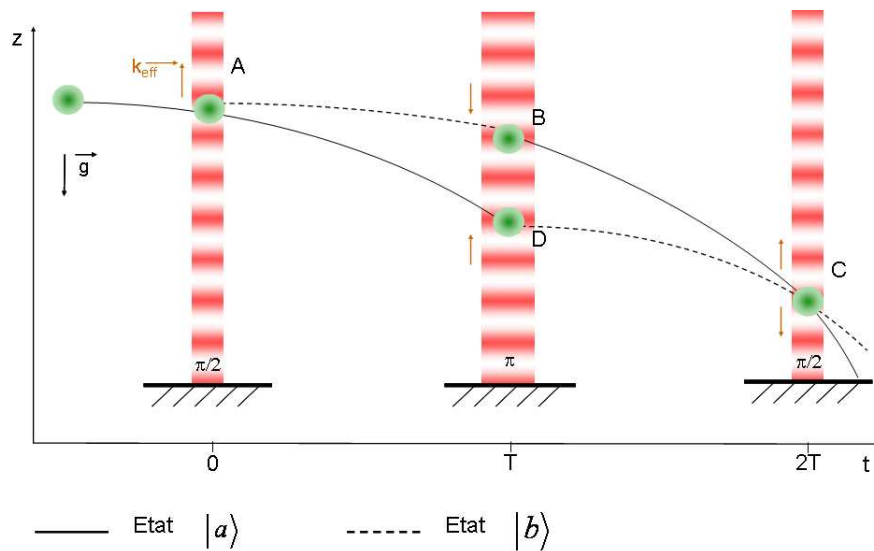 z
A
k_eff
B
g
D
C
π/2
π
π/2
0
T
2T
t
Etat |a⟩
Etat |b⟩